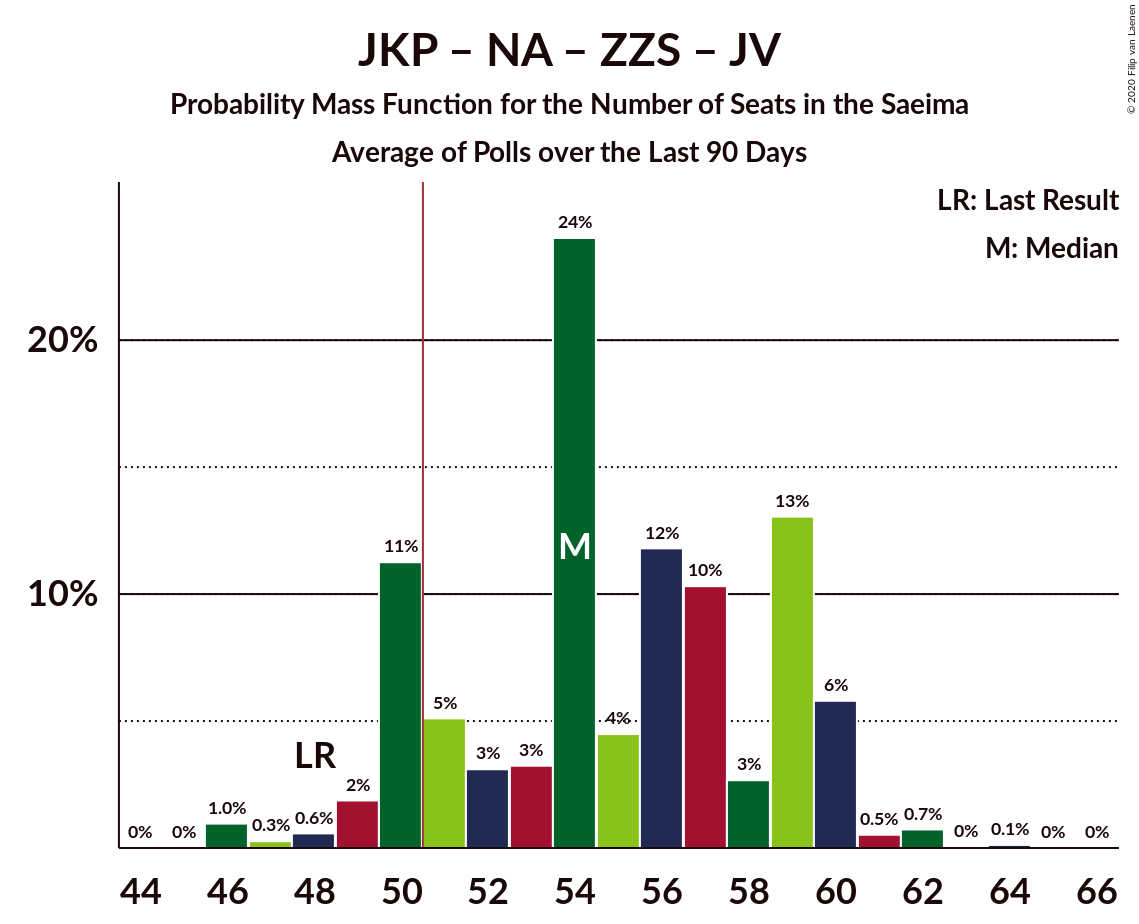 JKP – NA – ZZS – JV
Probability Mass Function for the Number of Seats in the Saeima
Average of Polls over the Last 90 Days
© 2020 Filip van Laenen
LR: Last Result
M: Median
20%
10%
0%
0%
1.0%
0.3%
0.6%
2%
11%
5%
3%
3%
24%
4%
12%
10%
3%
13%
6%
0.5%
0.7%
0%
0.1%
0%
0%
LR
M
44 46 48 50 52 54 56 58 60 62 64 66